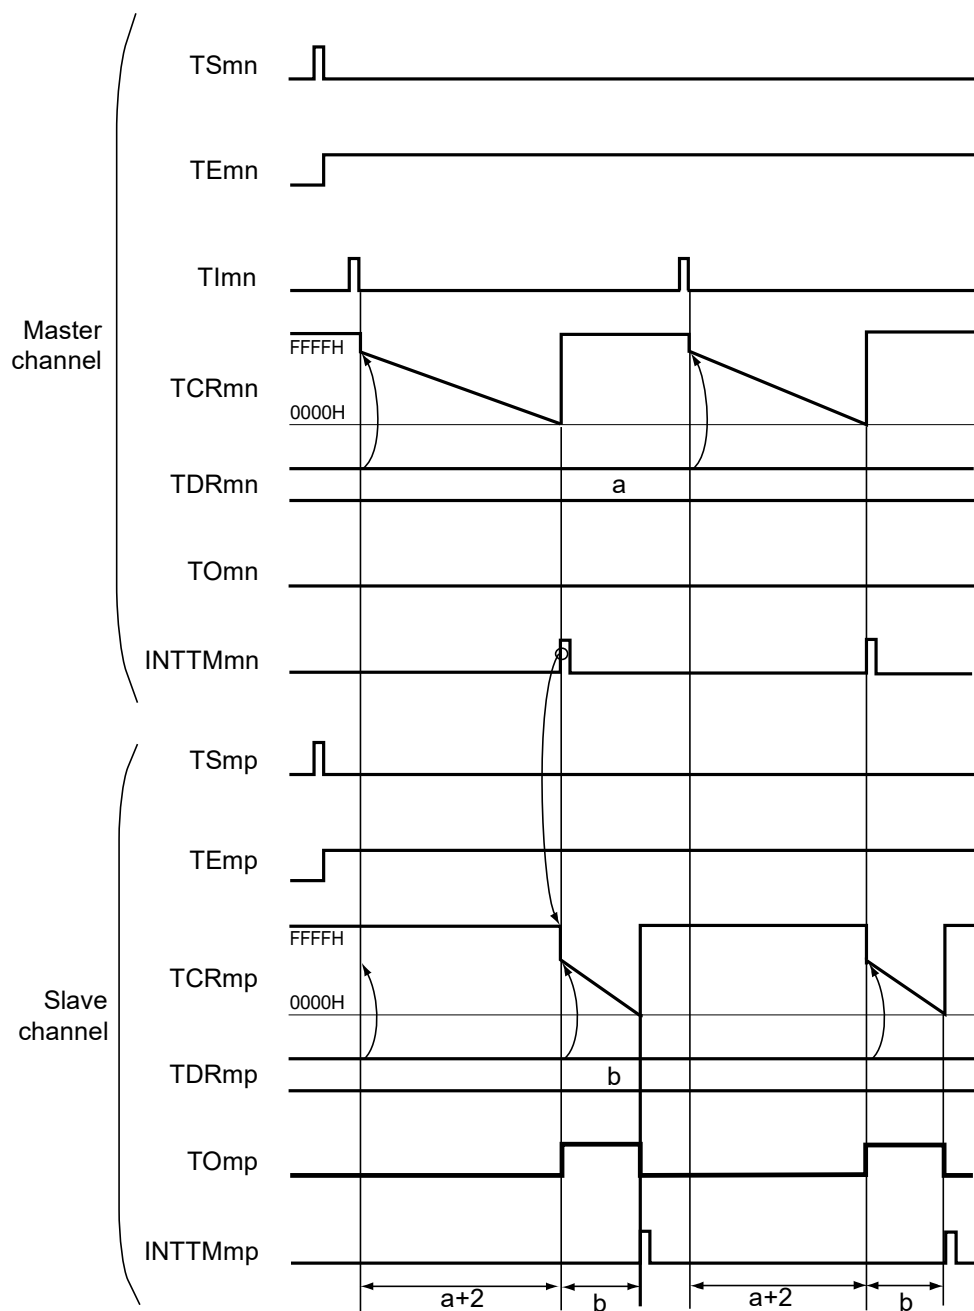 TSmn
TEmn
TImn
Master
channel
FFFFH
TCRmn
0000H
TDRmn
a
TOmn
INTTMmn
TSmp
TEmp
FFFFH
TCRmp
0000H
Slave
channel
TDRmp
b
TOmp
INTTMmp
a+2 b a+2 b